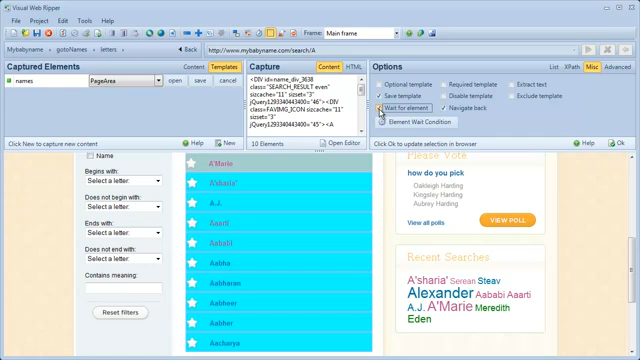 Visual Web Ripper
File Project Edit Tools Help
Frame: Main frame
Mybabyname gotoNames letters Back http://www.mybabyname.com/search/A
Captured Elements Content Templates
Capture Content HTML
Options List XPath Misc Advanced
names PageArea open save cancel
<DIV id=name_div_3638
class="SEARCH_RESULT even"
sizcache="11" sizset="3"
jQuery1293340443400="46"><DIV
class="FAVIMG_ICON" sizcache="11"
sizset="3"
jQuery1293340443400="45"><A
Optional template Required template Extract text
Save template Disable template Exclude template
Wait for element Navigate back
Element Wait Condition
Click New to capture new content Help New
10 Elements Open Editor
Click Ok to update selection in browser Help Ok
Name
Begins with:
Select a letter:
Does not begin with:
Select a letter:
Ends with:
Select a letter:
Does not end with:
Select a letter:
Contains meaning:
Reset filters
A'Marie
A'sharia'
A.J.
Aarti
Aababi
Aabha
Aabharan
Aabheer
Aabher
Aacharya
Please Vote
how do you pick
Oakleigh Harding
Kingsley Harding
Aubrey Harding
View all polls VIEW POLL
Recent Searches
A'sharia' Serean Steav
Alexander Aababi Aaarti
A.J. A'Marie Meredith
Eden